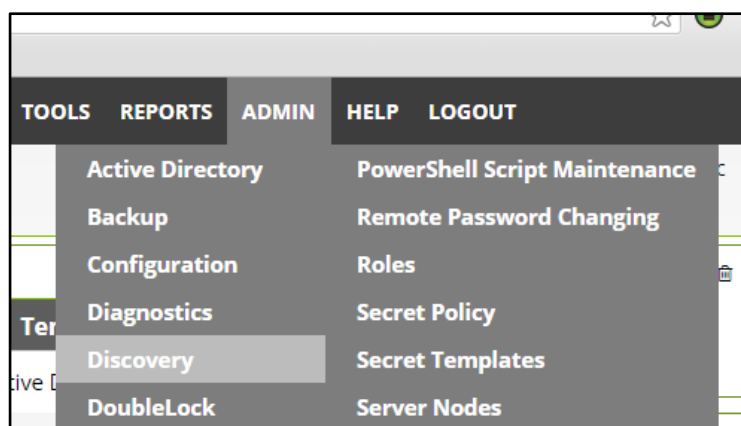 TOOLS REPORTS ADMIN HELP LOGOUT
Active Directory PowerShell Script Maintenance
Backup Remote Password Changing
Configuration Roles
Diagnostics Secret Policy
Discovery Secret Templates
DoubleLock Server Nodes